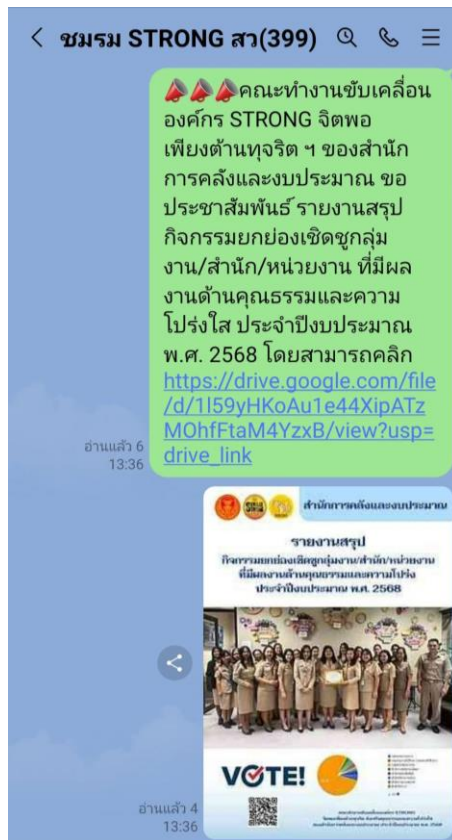 ชมรม STRONG สว(399)
📣📣📣คณะทำงานขับเคลื่อน
องค์กร STRONG จิตพอ
เพียงต้านทุจริต ฯ ของสำนัก
การคลังและงบประมาณ ขอ
ประชาสัมพันธ์ รายงานสรุป
กิจกรรมยกย่องเชิดชูกลุ่ม
งาน/สำนัก/หน่วยงาน ที่มีผล
งานด้านคุณธรรมและความ
โปร่งใส ประจำปีงบประมาณ
พ.ศ. 2568 โดยสามารถคลิก
https://drive.google.com/file
/d/1l59yHKoAu1e44XipATz
MOhfFtaM4YzxB/view?usp=
drive_link
อ่านแล้ว 6
13:36
สำนักการคลังและงบประมาณ
รายงานสรุป
กิจกรรมยกย่องเชิดชูกลุ่มงาน/สำนัก/หน่วยงาน
ที่มีผลงานด้านคุณธรรมและความโปร่ง
ประจำปีงบประมาณ พ.ศ. 2568
VOTE!
อ่านแล้ว 4
13:36